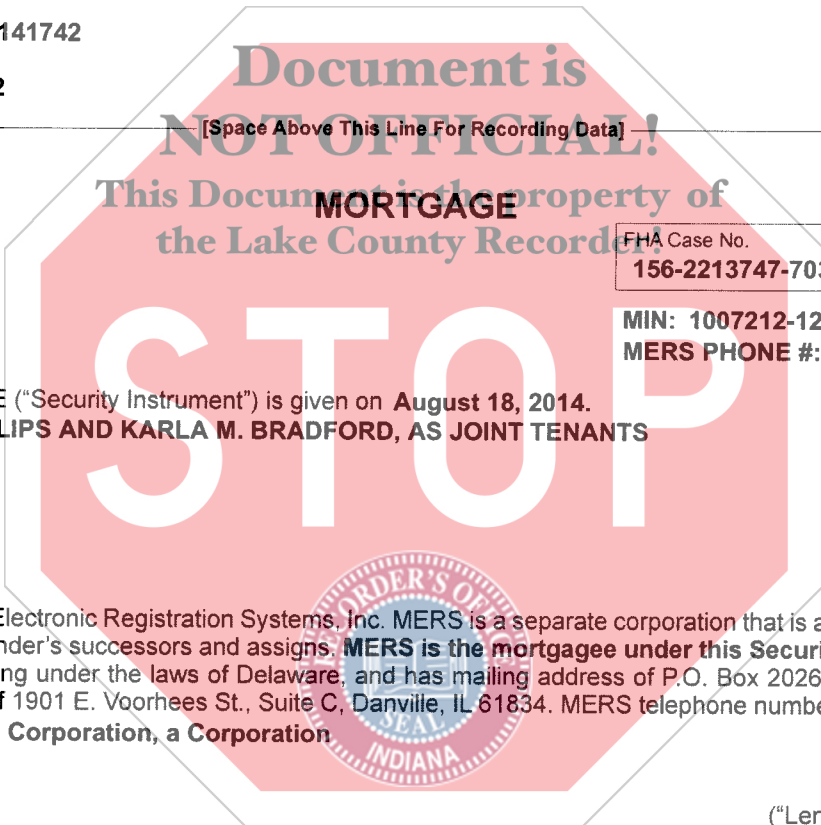 141742
2
Document is
[Space Above This Line For Recording Data]
NOT OFFICIAL!
This Document is the property of
MORTGAGE
the Lake County Recorder!
FHA Case No.
156-2213747-703
MIN: 1007212-12
MERS PHONE #:
STOP
E (“Security Instrument”) is given on August 18, 2014.
LIPS AND KARLA M. BRADFORD, AS JOINT TENANTS
Electronic Registration Systems, Inc. MERS is a separate corporation that is a
nder’s successors and assigns. MERS is the mortgagee under this Securi
ng under the laws of Delaware, and has mailing address of P.O. Box 2026
f 1901 E. Voorhees St., Suite C, Danville, IL 61834. MERS telephone numbe
Corporation, a Corporation
RECORDER'S OFFICE
SEAL
INDIANA
(“Len